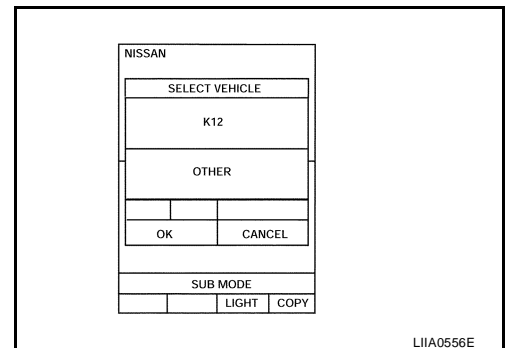 NISSAN
SELECT VEHICLE
K12
OTHER
OK CANCEL
SUB MODE
LIGHT COPY
LIIA0556E